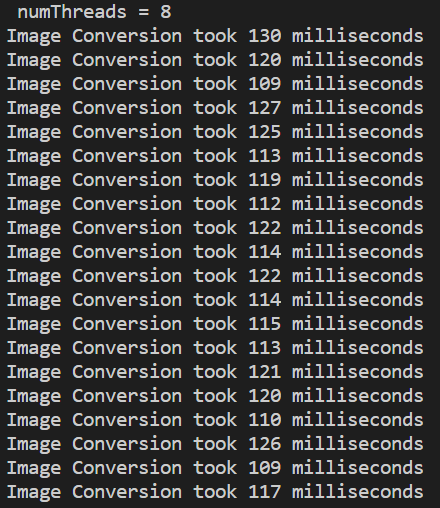 numThreads = 8
Image Conversion took 130 milliseconds
Image Conversion took 120 milliseconds
Image Conversion took 109 milliseconds
Image Conversion took 127 milliseconds
Image Conversion took 125 milliseconds
Image Conversion took 113 milliseconds
Image Conversion took 119 milliseconds
Image Conversion took 112 milliseconds
Image Conversion took 122 milliseconds
Image Conversion took 114 milliseconds
Image Conversion took 122 milliseconds
Image Conversion took 114 milliseconds
Image Conversion took 115 milliseconds
Image Conversion took 113 milliseconds
Image Conversion took 121 milliseconds
Image Conversion took 120 milliseconds
Image Conversion took 110 milliseconds
Image Conversion took 126 milliseconds
Image Conversion took 109 milliseconds
Image Conversion took 117 milliseconds